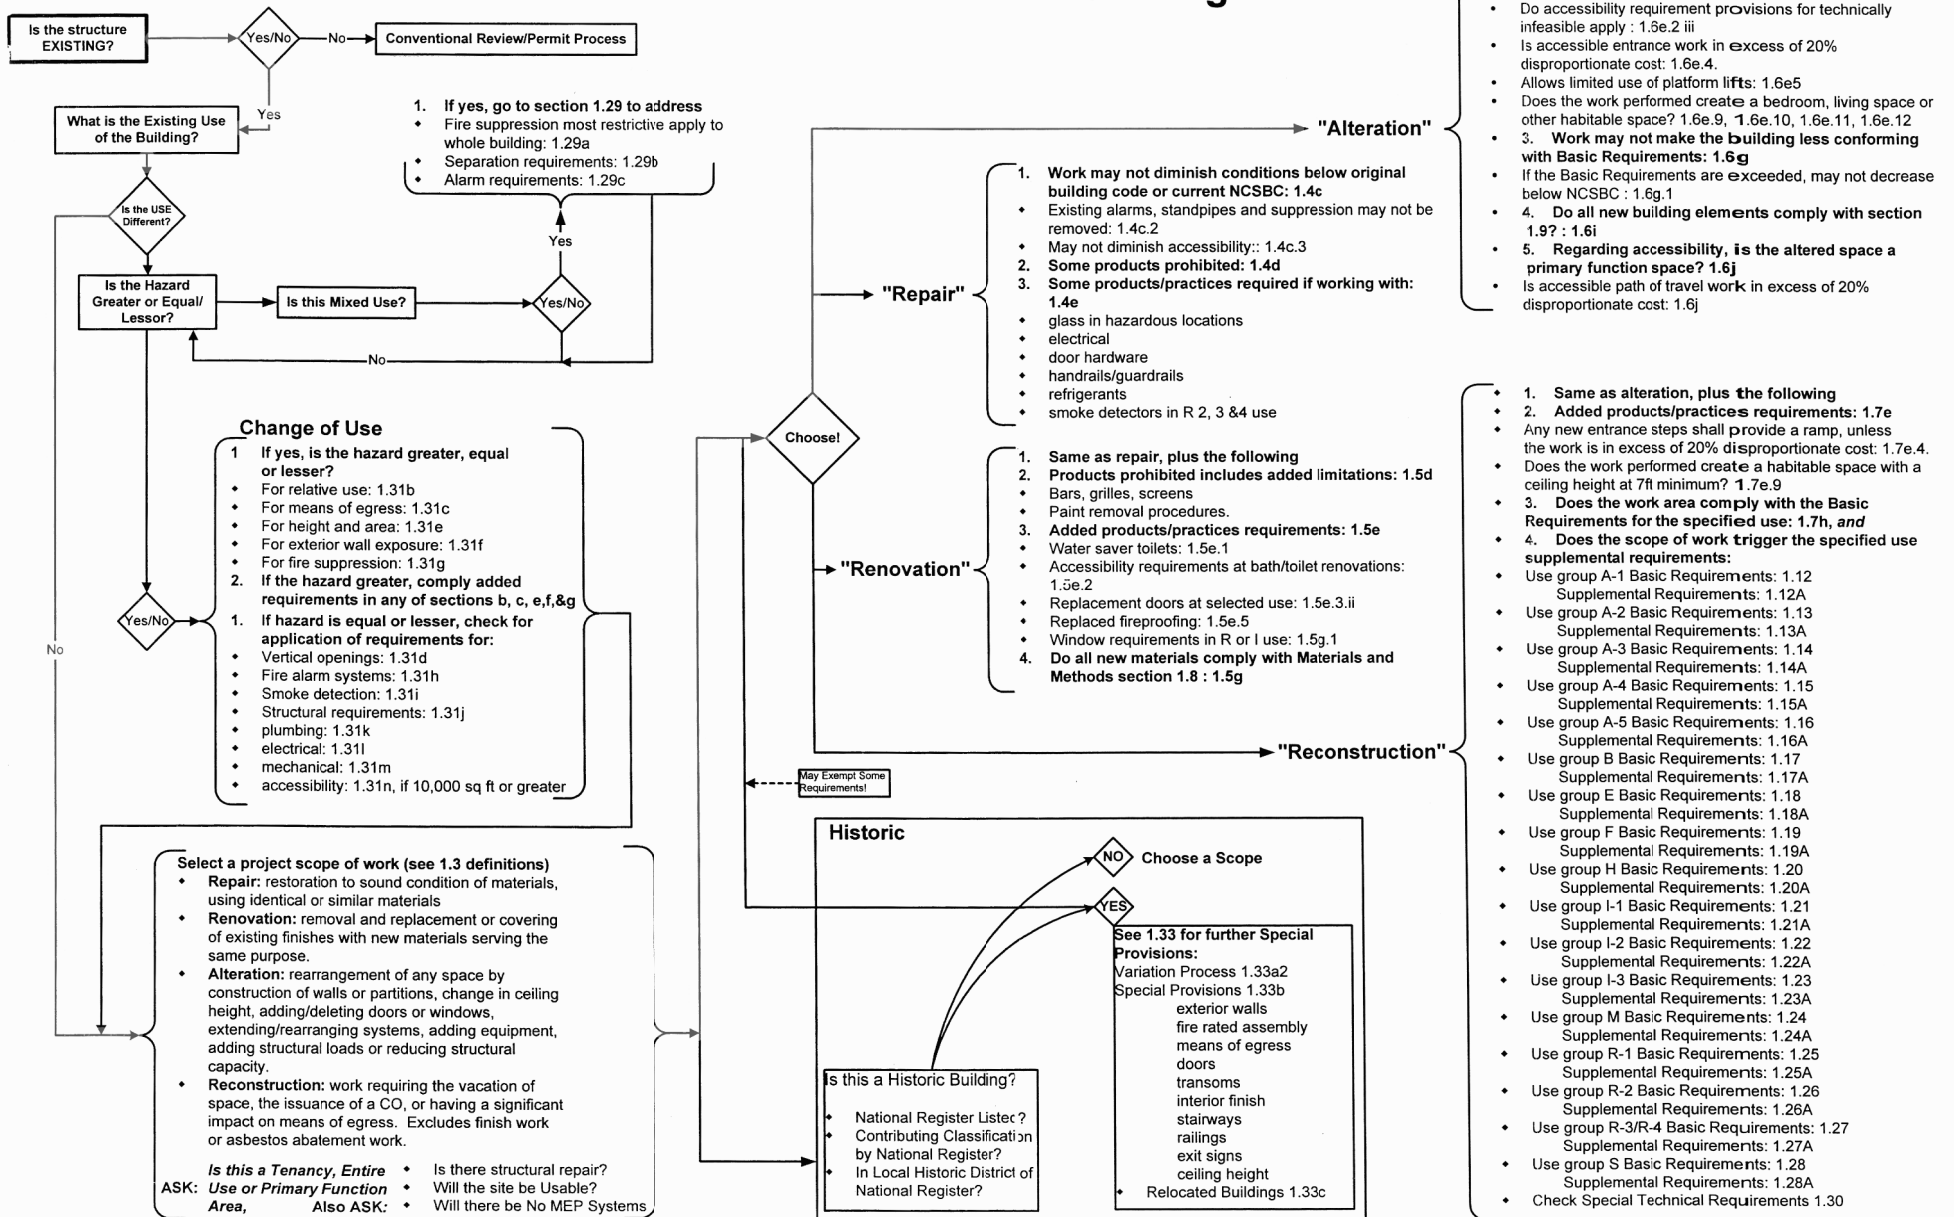 Is the structure
EXISTING?
Yes/No
No
Conventional Review/Permit Process
Yes
What is the Existing Use
of the Building?
Is the USE
Different?
No
Is the Hazard
Greater or Equal/
Lessor?
Is this Mixed Use?
Yes/No
Yes
No
1. If yes, go to section 1.29 to address
Fire suppression most restrictive apply to
whole building: 1.29a
Separation requirements: 1.29b
Alarm requirements: 1.29c
Yes/No
Change of Use
1 If yes, is the hazard greater, equal
or lesser?
For relative use: 1.31b
For means of egress: 1.31c
For height and area: 1.31e
For exterior wall exposure: 1.31f
For fire suppression: 1.31g
2. If the hazard greater, comply added
requirements in any of sections b, c, e,f,&g
1. If hazard is equal or lesser, check for
application of requirements for:
Vertical openings: 1.31d
Fire alarm systems: 1.31h
Smoke detection: 1.31i
Structural requirements: 1.31j
plumbing: 1.31k
electrical: 1.31l
mechanical: 1.31m
accessibility: 1.31n, if 10,000 sq ft or greater
Select a project scope of work (see 1.3 definitions)
Repair: restoration to sound condition of materials,
using identical or similar materials
Renovation: removal and replacement or covering
of existing finishes with new materials serving the
same purpose.
Alteration: rearrangement of any space by
construction of walls or partitions, change in ceiling
height, adding/deleting doors or windows,
extending/rearranging systems, adding equipment,
adding structural loads or reducing structural
capacity.
Reconstruction: work requiring the vacation of
space, the issuance of a CO, or having a significant
impact on means of egress. Excludes finish work
or asbestos abatement work.
Is this a Tenancy, Entire
ASK: Use or Primary Function
Area, Also ASK:
Is there structural repair?
Will the site be Usable?
Will there be No MEP Systems
Choose!
"Alteration"
"Repair"
1. Work may not diminish conditions below original
building code or current NCSBC: 1.4c
Existing alarms, standpipes and suppression may not be
removed: 1.4c.2
May not diminish accessibility:: 1.4c.3
2. Some products prohibited: 1.4d
3. Some products/practices required if working with:
1.4e
glass in hazardous locations
electrical
door hardware
handrails/guardrails
refrigerants
smoke detectors in R 2, 3 &4 use
"Renovation"
1. Same as repair, plus the following
2. Products prohibited includes added limitations: 1.5d
Bars, grilles, screens
Paint removal procedures.
3. Added products/practices requirements: 1.5e
Water saver toilets: 1.5e.1
Accessibility requirements at bath/toilet renovations:
1.5e.2
Replacement doors at selected use: 1.5e.3.ii
Replaced fireproofing: 1.5e.5
Window requirements in R or I use: 1.5g.1
4. Do all new materials comply with Materials and
Methods section 1.8 : 1.5g
"Reconstruction"
May Exempt Some
Requirements!
Historic
NO Choose a Scope
YES
See 1.33 for further Special
Provisions:
Variation Process 1.33a2
Special Provisions 1.33b
exterior walls
fire rated assembly
means of egress
doors
transoms
interior finish
stairways
railings
exit signs
ceiling height
Relocated Buildings 1.33c
Is this a Historic Building?
National Register Listed?
Contributing Classification
by National Register?
In Local Historic District of
National Register?
Do accessibility requirement provisions for technically
infeasible apply : 1.6e.2 iii
Is accessible entrance work in excess of 20%
disproportionate cost: 1.6e.4.
Allows limited use of platform lifts: 1.6e5
Does the work performed create a bedroom, living space or
other habitable space? 1.6e.9, 1.6e.10, 1.6e.11, 1.6e.12
3. Work may not make the building less conforming
with Basic Requirements: 1.6g
If the Basic Requirements are exceeded, may not decrease
below NCSBC : 1.6g.1
4. Do all new building elements comply with section
1.9? : 1.6i
5. Regarding accessibility, is the altered space a
primary function space? 1.6j
Is accessible path of travel work in excess of 20%
disproportionate cost: 1.6j
1. Same as alteration, plus the following
2. Added products/practices requirements: 1.7e
Any new entrance steps shall provide a ramp, unless
the work is in excess of 20% disproportionate cost: 1.7e.4.
Does the work performed create a habitable space with a
ceiling height at 7ft minimum? 1.7e.9
3. Does the work area comply with the Basic
Requirements for the specified use: 1.7h, and
4. Does the scope of work trigger the specified use
supplemental requirements:
Use group A-1 Basic Requirements: 1.12
Supplemental Requirements: 1.12A
Use group A-2 Basic Requirements: 1.13
Supplemental Requirements: 1.13A
Use group A-3 Basic Requirements: 1.14
Supplemental Requirements: 1.14A
Use group A-4 Basic Requirements: 1.15
Supplemental Requirements: 1.15A
Use group A-5 Basic Requirements: 1.16
Supplemental Requirements: 1.16A
Use group B Basic Requirements: 1.17
Supplemental Requirements: 1.17A
Use group E Basic Requirements: 1.18
Supplemental Requirements: 1.18A
Use group F Basic Requirements: 1.19
Supplemental Requirements: 1.19A
Use group H Basic Requirements: 1.20
Supplemental Requirements: 1.20A
Use group I-1 Basic Requirements: 1.21
Supplemental Requirements: 1.21A
Use group I-2 Basic Requirements: 1.22
Supplemental Requirements: 1.22A
Use group I-3 Basic Requirements: 1.23
Supplemental Requirements: 1.23A
Use group M Basic Requirements: 1.24
Supplemental Requirements: 1.24A
Use group R-1 Basic Requirements: 1.25
Supplemental Requirements: 1.25A
Use group R-2 Basic Requirements: 1.26
Supplemental Requirements: 1.26A
Use group R-3/R-4 Basic Requirements: 1.27
Supplemental Requirements: 1.27A
Use group S Basic Requirements: 1.28
Supplemental Requirements: 1.28A
Check Special Technical Requirements 1.30